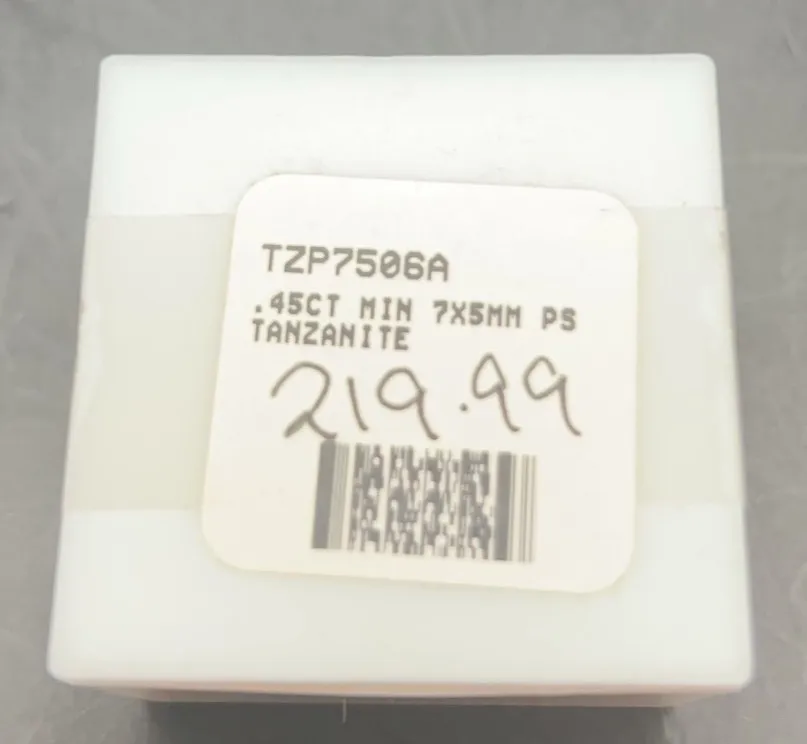 TZP7506A
.45CT MIN 7X5MM PS
TANZANITE
219.99